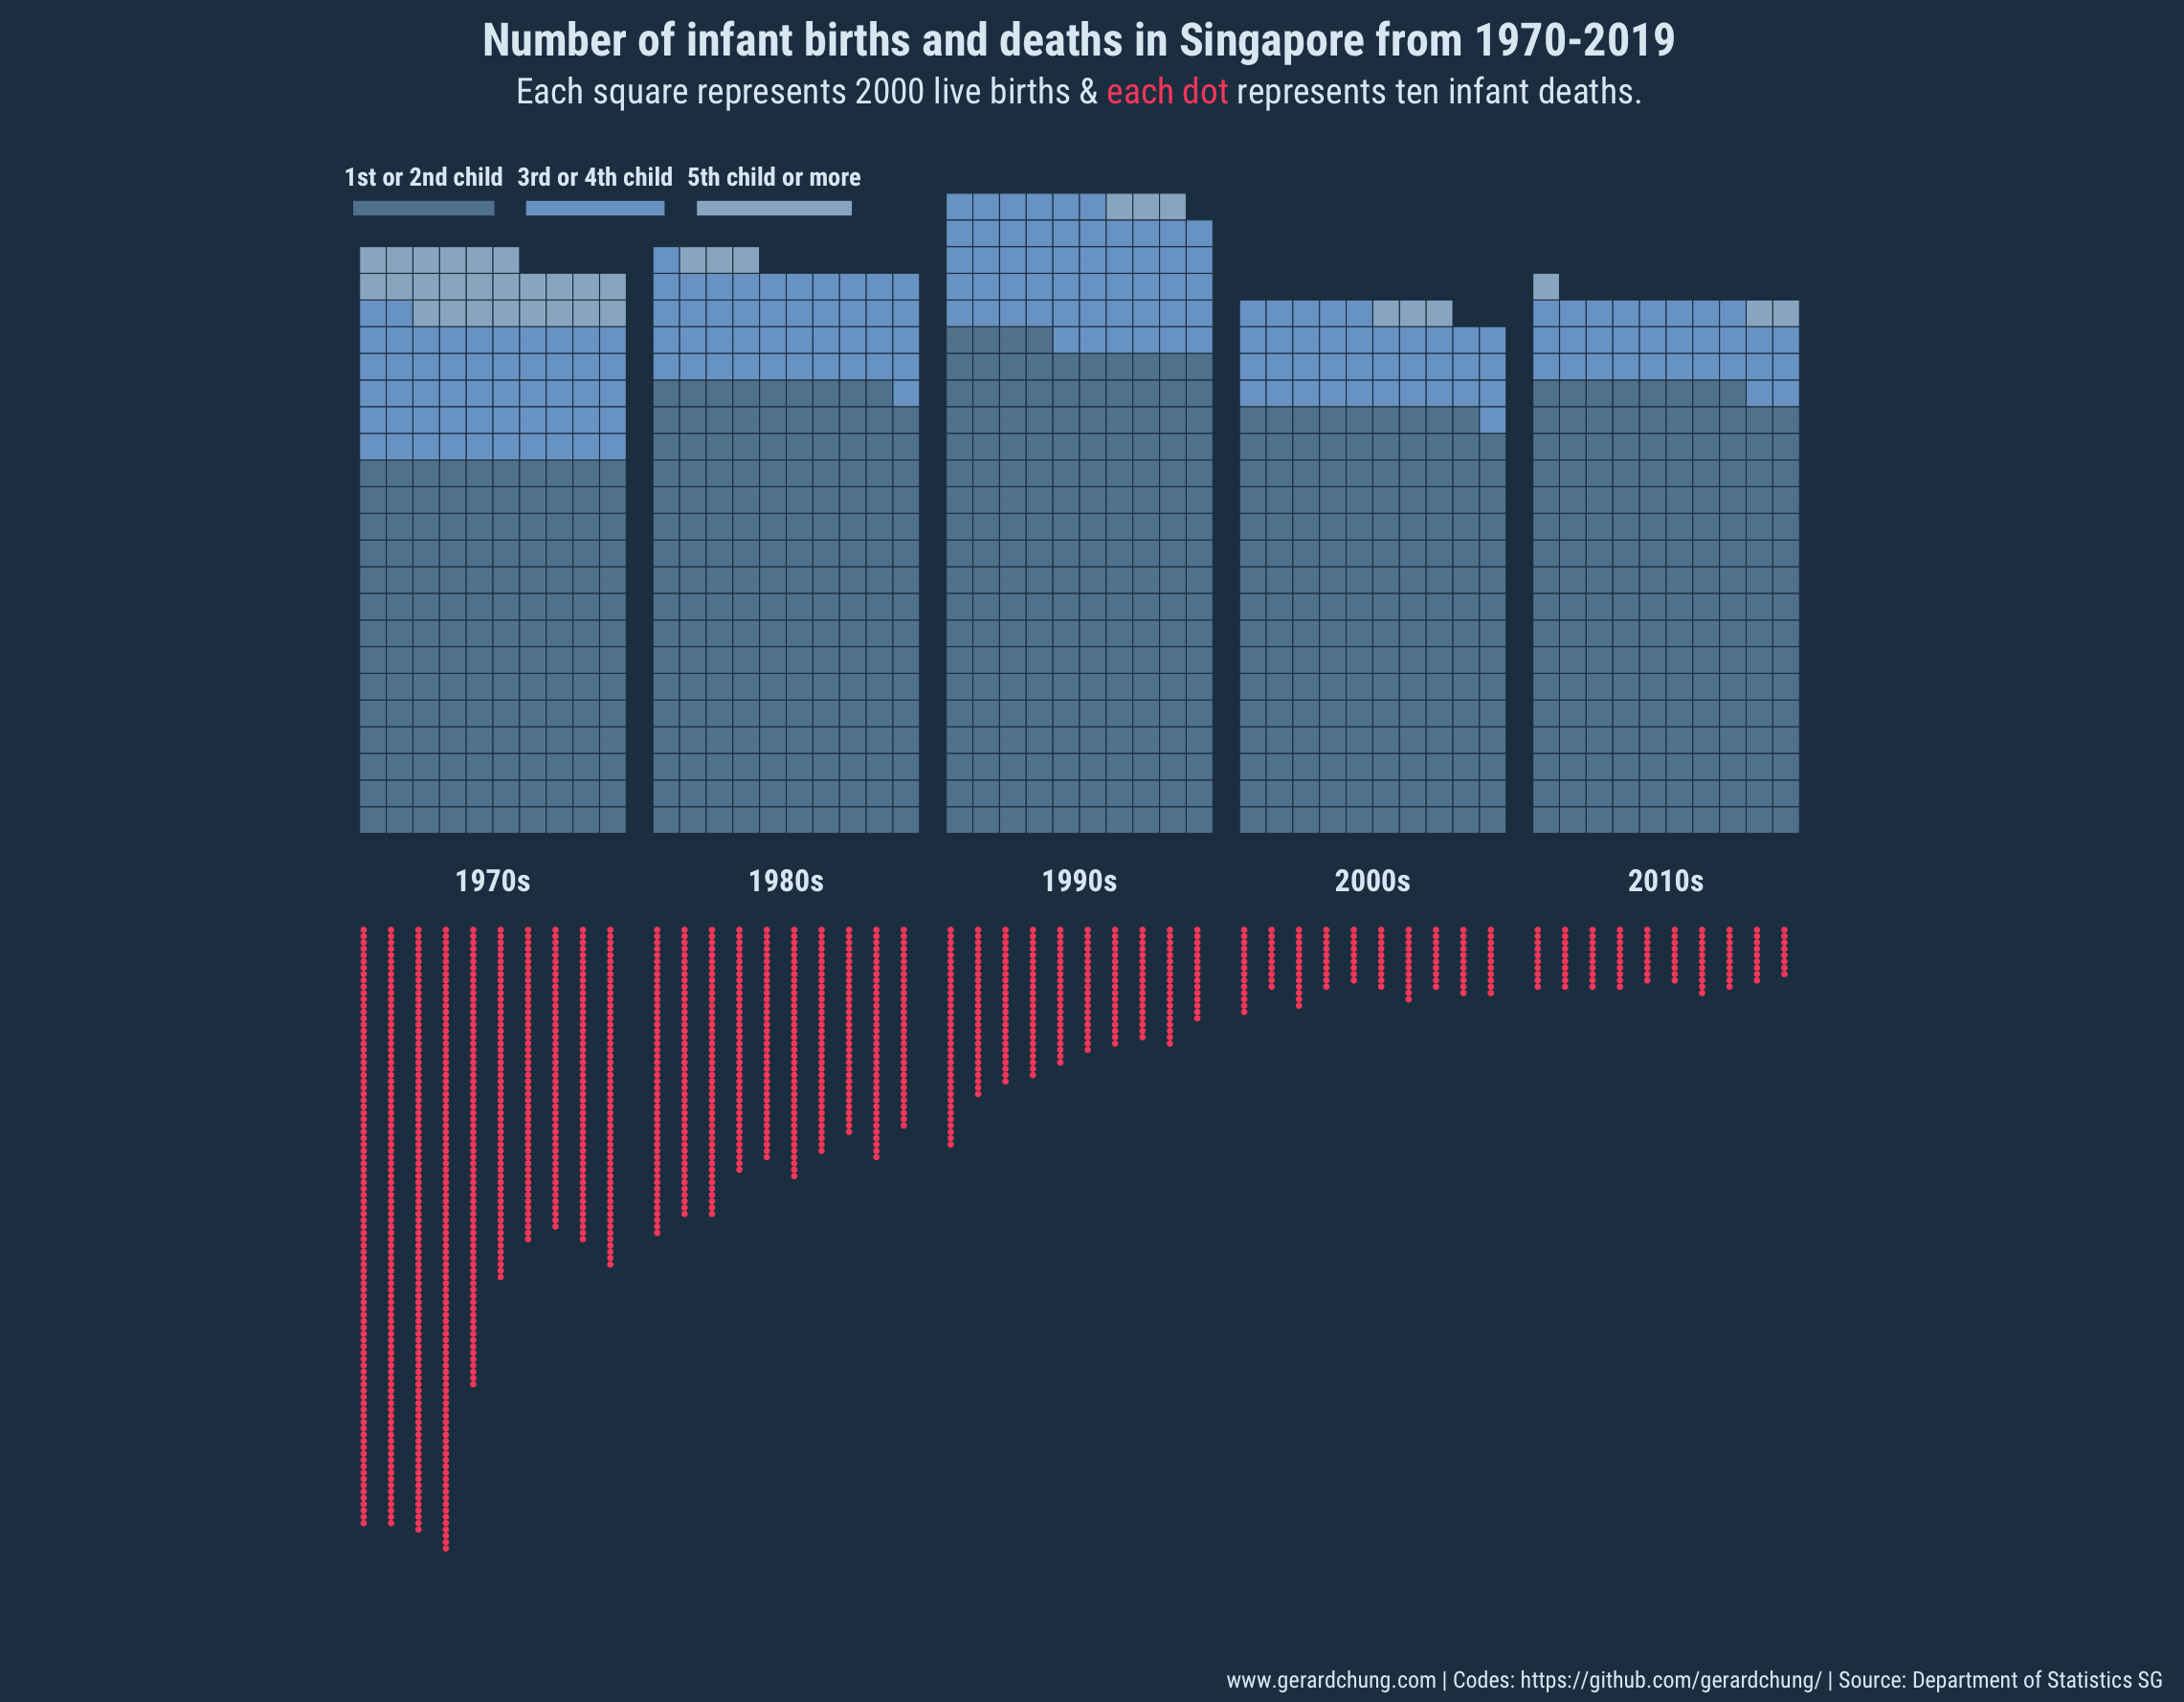 Number of infant births and deaths in Singapore from 1970-2019
Each square represents 2000 live births & each dot represents ten infant deaths.
1st or 2nd child 3rd or 4th child 5th child or more
1970s 1980s 1990s 2000s 2010s
www.gerardchung.com | Codes: https://github.com/gerardchung/ | Source: Department of Statistics SG